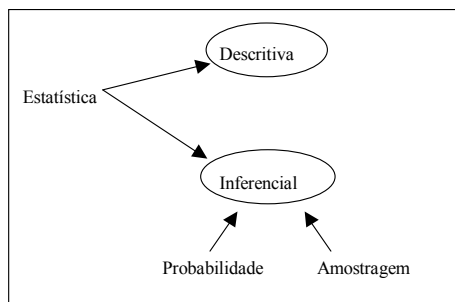 Descritiva
Estatística
Inferencial
Probabilidade Amostragem